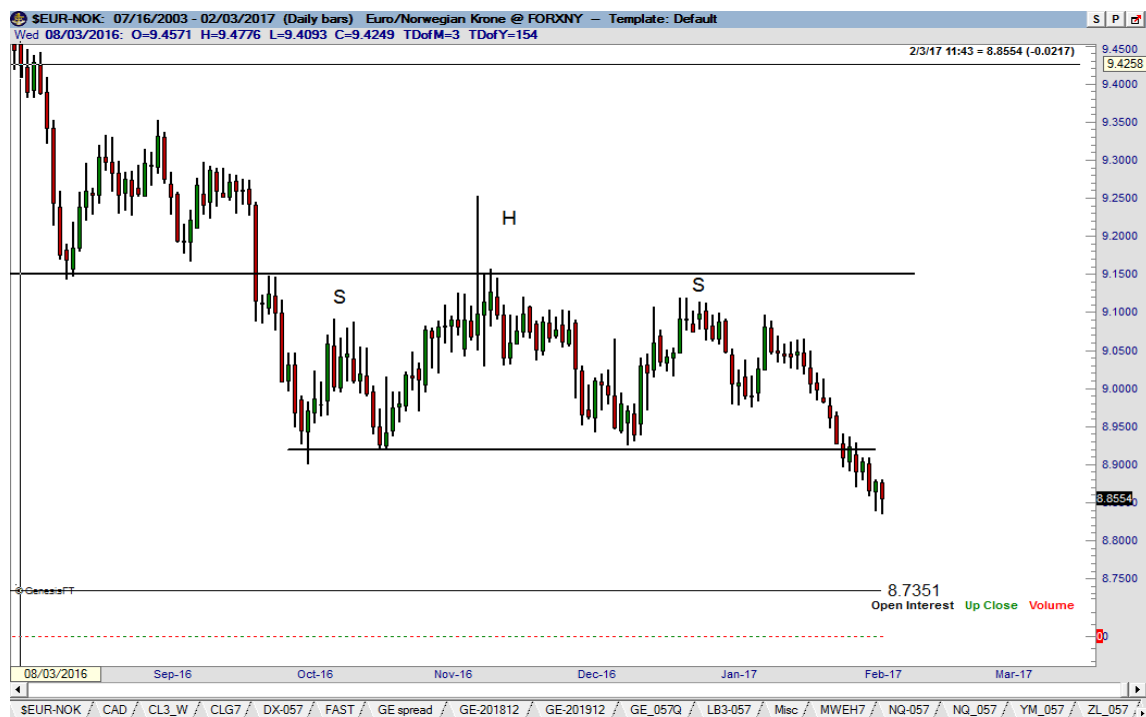 $EUR-NOK: 07/16/2003 - 02/03/2017 (Daily bars) Euro/Norwegian Krone @ FORXNY — Template: Default
S P
Wed 08/03/2016: O=9.4571 H=9.4776 L=9.4093 C=9.4249 TDofM=3 TDofY=154
2/3/17 11:43 = 8.8554 (-0.0217)
9.4500
9.4258
9.4000
9.3500
9.3000
9.2500
H
9.2000
9.1500
S
S
9.1000
9.0500
9.0000
8.9500
8.9000
8.8554
8.8000
8.7500
© GenesisFT
8.7351
Open Interest Up Close Volume
0
08/03/2016 Sep-16 Oct-16 Nov-16 Dec-16 Jan-17 Feb-17 Mar-17
$EUR-NOK CAD CL3_W CLG7 DX-057 FAST GE spread GE-201812 GE-201912 GE_057Q LB3-057 Misc MWEH7 NQ-057 NQ_057 YM_057 ZL_057